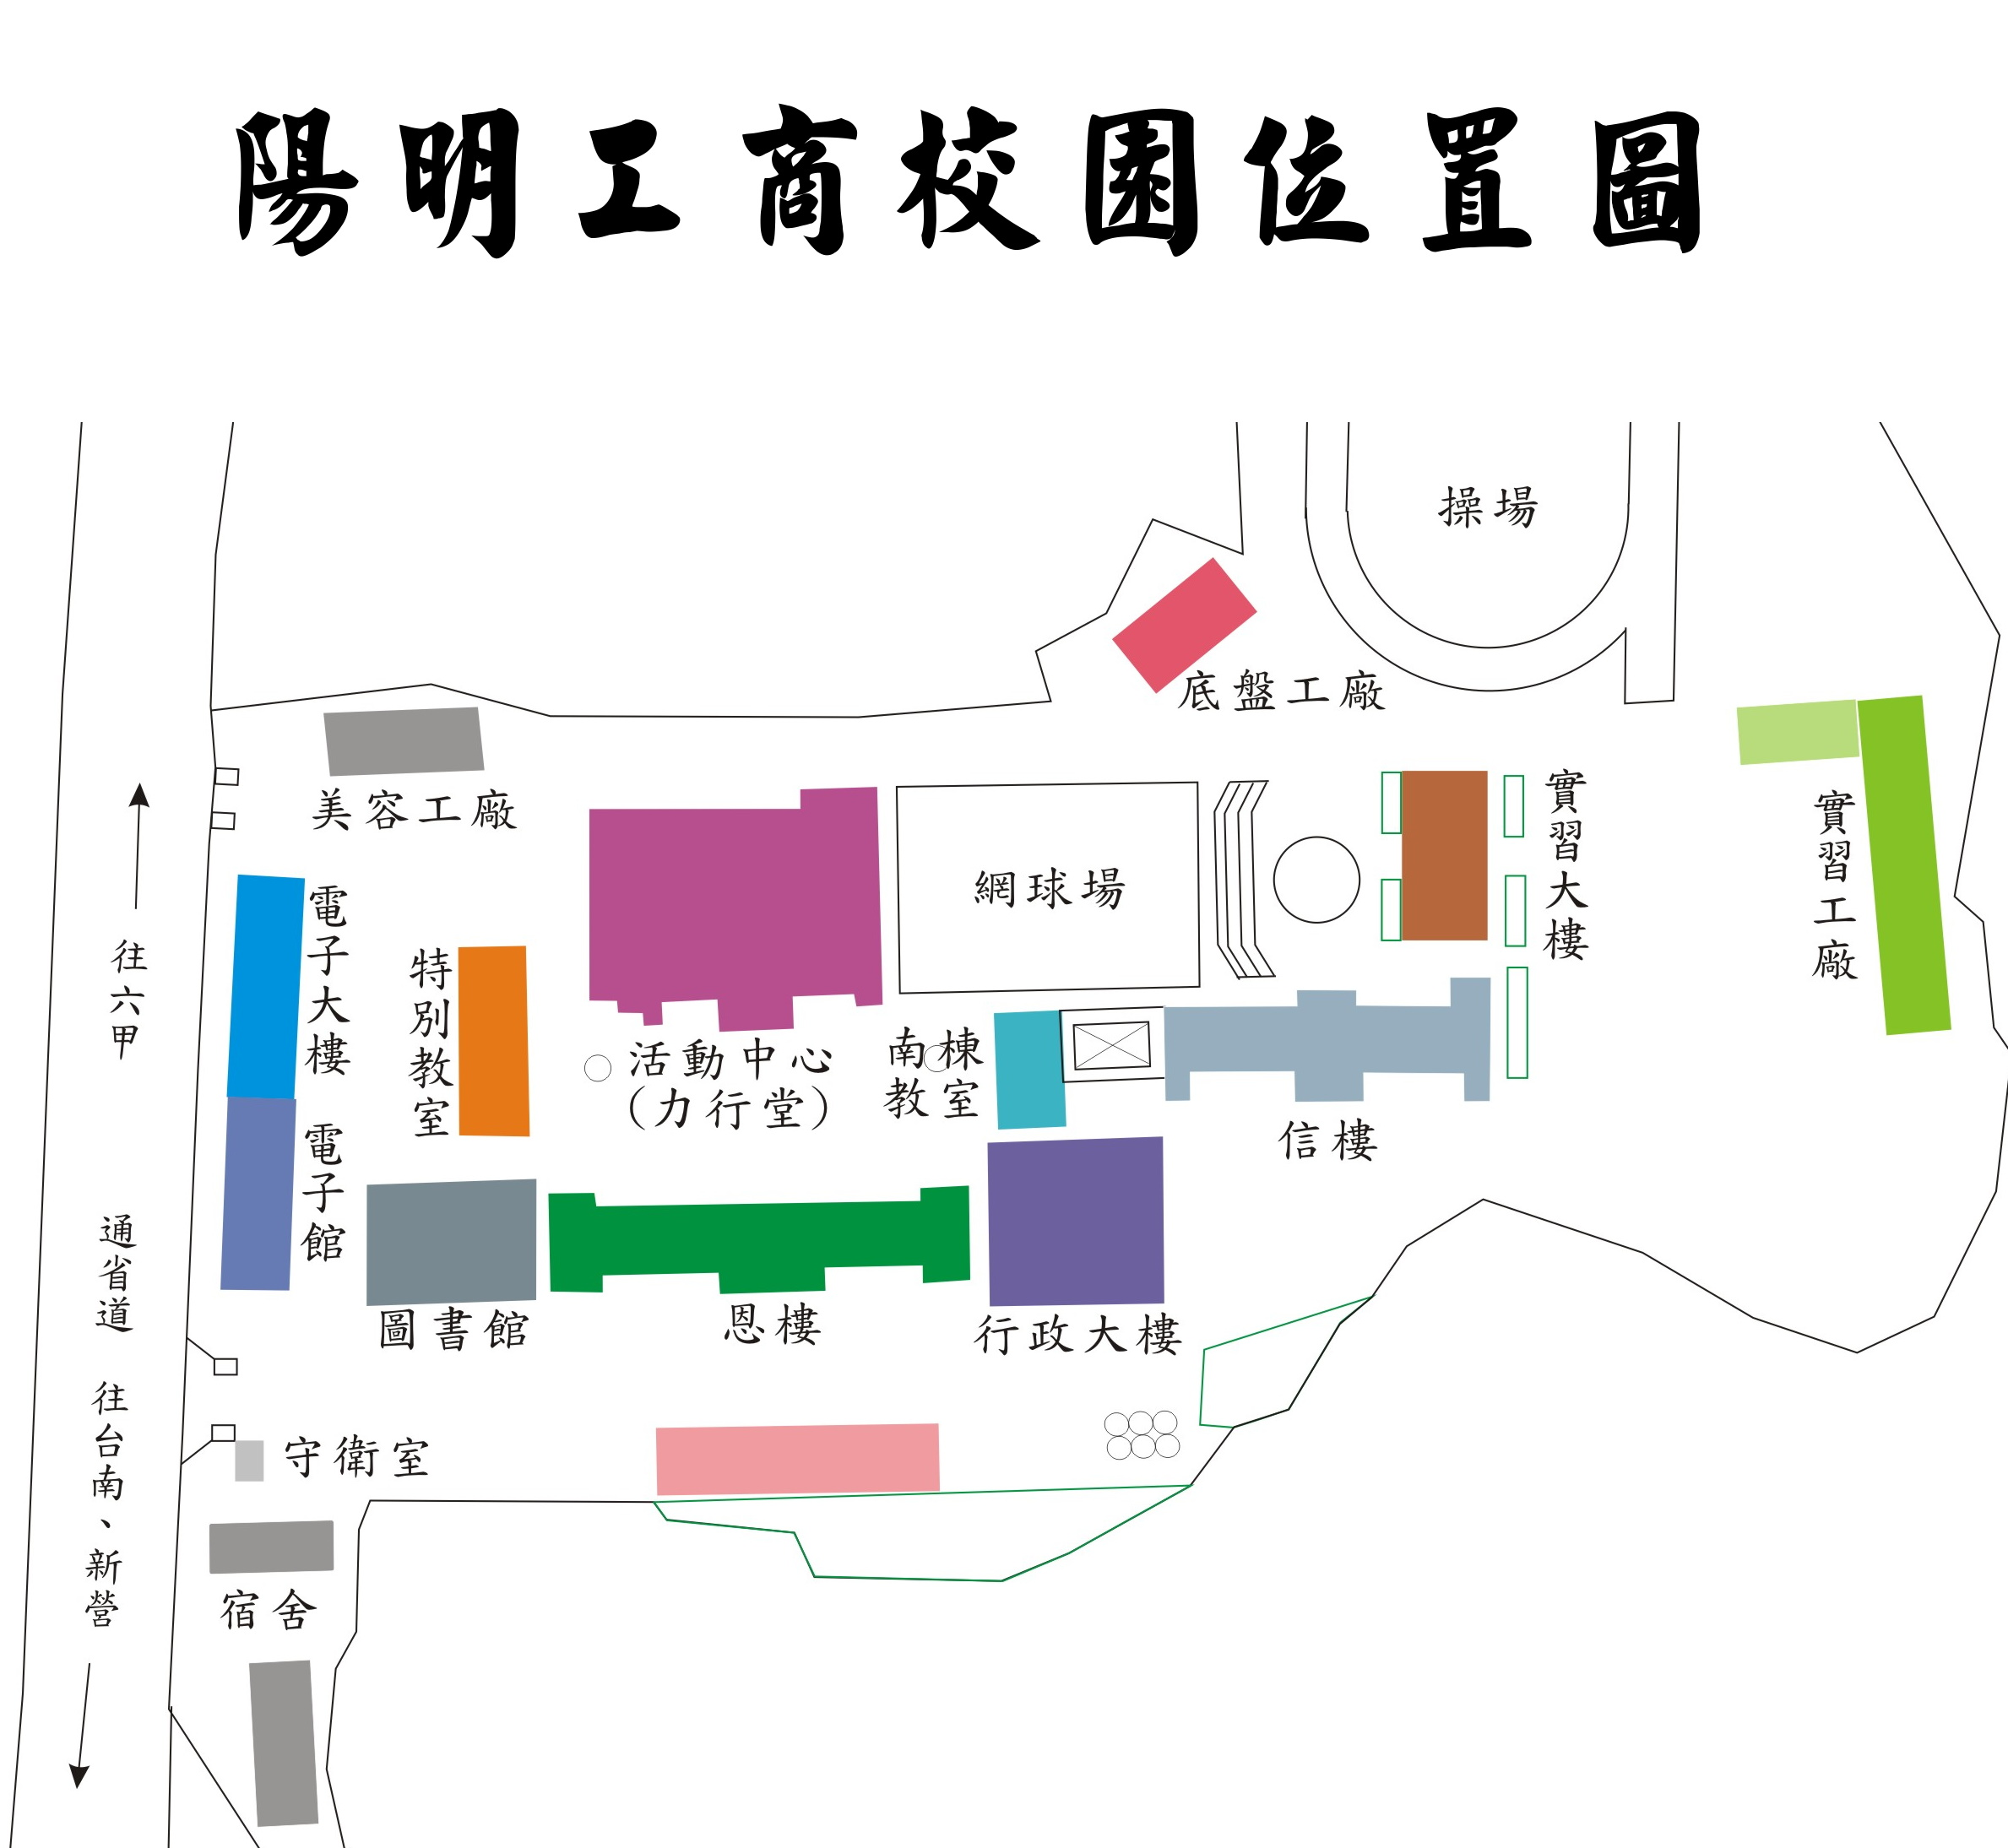 陽明工商校園位置圖
操場
底盤工廠
美容工廠
網球場
實習大樓
實習工廠
電子大樓
特別教室
往六甲
活動中心
(力行堂)
南棟
教室
信樓
電子館
通省道
圖書館
恩樓
行政大樓
往台南、新營
守衛室
宿舍